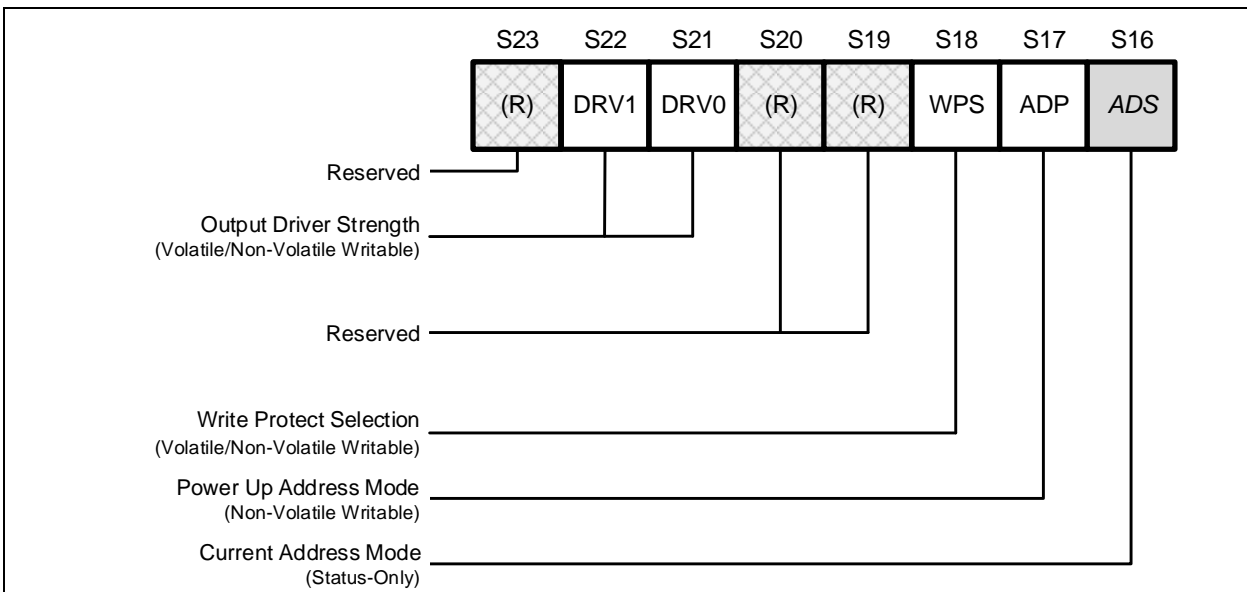 S23 S22 S21 S20 S19 S18 S17 S16
(R) DRV1 DRV0 (R) (R) WPS ADP ADS
Reserved
Output Driver Strength
(Volatile/Non-Volatile Writable)
Reserved
Write Protect Selection
(Volatile/Non-Volatile Writable)
Power Up Address Mode
(Non-Volatile Writable)
Current Address Mode
(Status-Only)